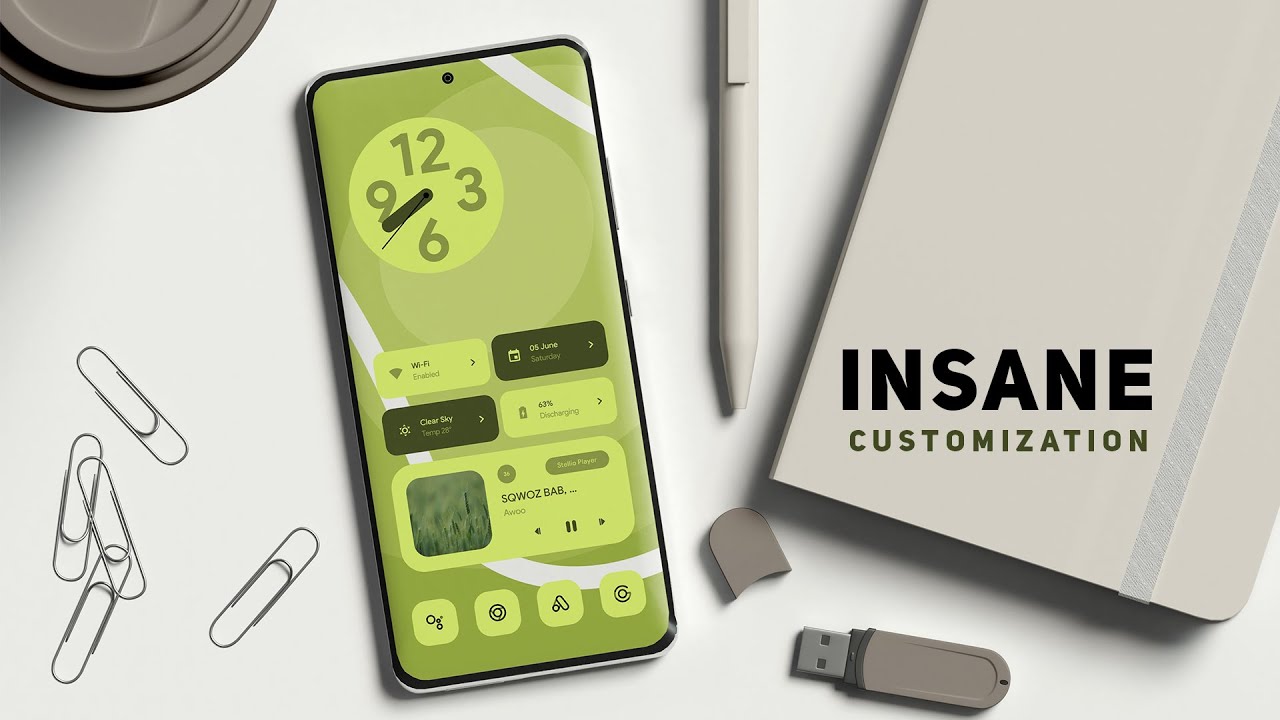 12
9
3
6
Wi-Fi
Enabled
05 June
Saturday
Clear Sky
Temp 28°
63%
Discharging
36
Stellio Player
SQWOZ BAB, ...
Awoo
INSANE
CUSTOMIZATION